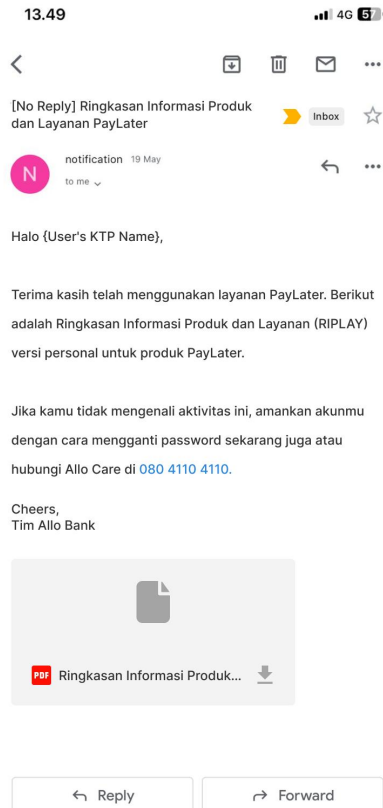 13.49
4G 57
[No Reply] Ringkasan Informasi Produk
dan Layanan PayLater
Inbox
N
notification 19 May
to me
Halo {User's KTP Name},
Terima kasih telah menggunakan layanan PayLater. Berikut
adalah Ringkasan Informasi Produk dan Layanan (RIPLAY)
versi personal untuk produk PayLater.
Jika kamu tidak mengenali aktivitas ini, amankan akunmu
dengan cara mengganti password sekarang juga atau
hubungi Allo Care di 080 4110 4110.
Cheers,
Tim Allo Bank
PDF Ringkasan Informasi Produk...
Reply
Forward